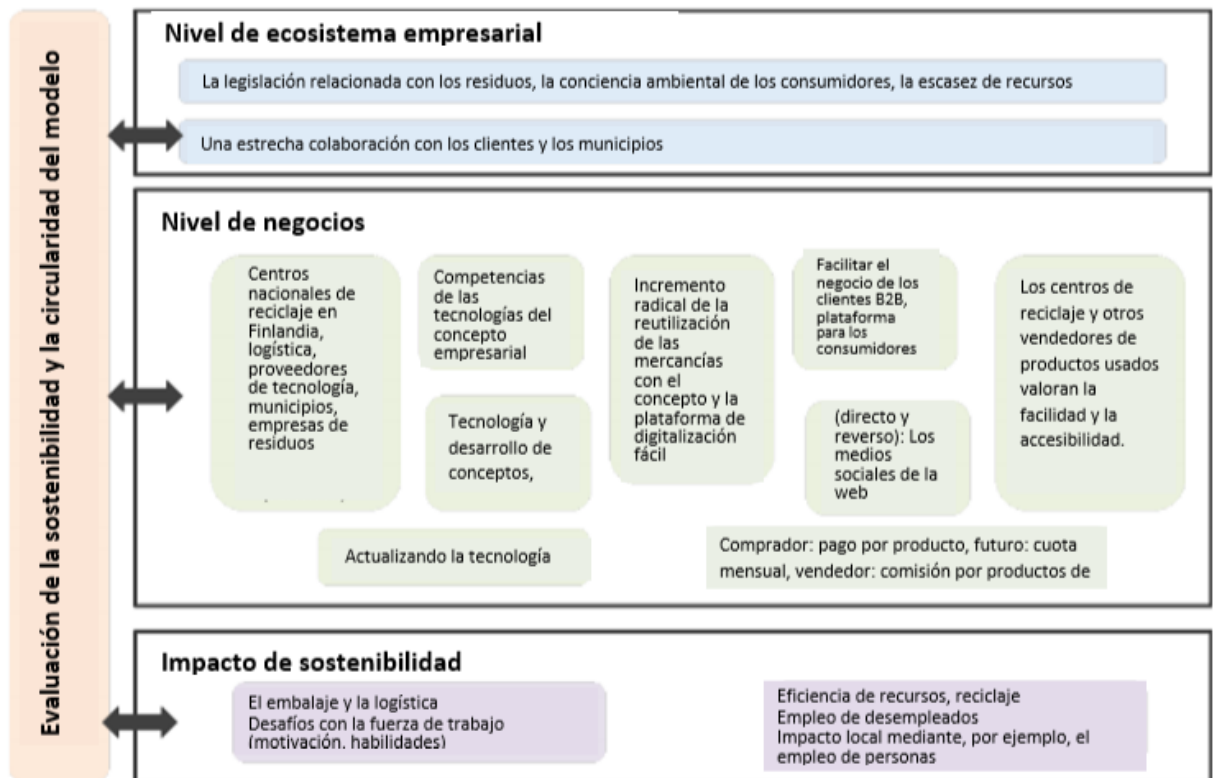 Evaluación de la sostenibilidad y la circularidad del modelo
Nivel de ecosistema empresarial
La legislación relacionada con los residuos, la conciencia ambiental de los consumidores, la escasez de recursos
Una estrecha colaboración con los clientes y los municipios
Nivel de negocios
Centros
nacionales de
reciclaje en
Finlandia,
logística,
proveedores
de tecnología,
municipios,
empresas de
residuos
Competencias
de las
tecnologías del
concepto
empresarial
Tecnología y
desarrollo de
conceptos,
Incremento
radical de la
reutilización
de las
mercancías
con el
concepto y la
plataforma de
digitalización
fácil
Facilitar el
negocio de los
clientes B2B,
plataforma
para los
consumidores
(directo y
reverso): Los
medios
sociales de la
web
Los centros de
reciclaje y otros
vendedores de
productos usados
valoran la
facilidad y la
accesibilidad.
Actualizando la tecnología
Comprador: pago por producto, futuro: cuota
mensual, vendedor: comisión por productos de
Impacto de sostenibilidad
El embalaje y la logística
Desafíos con la fuerza de trabajo
(motivación, habilidades)
Eficiencia de recursos, reciclaje
Empleo de desempleados
Impacto local mediante, por ejemplo, el
empleo de personas